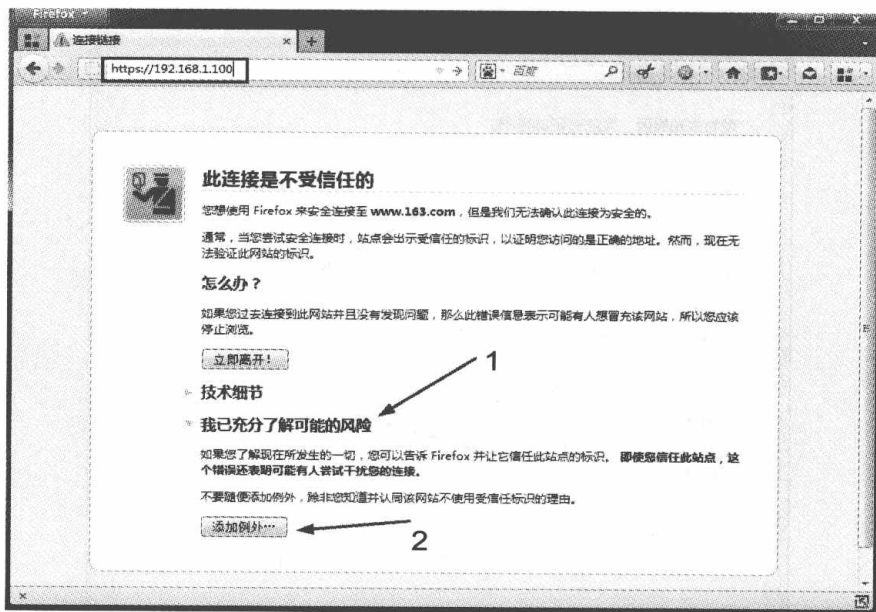 Firefox
连接链接
https://192.168.1.100
百度
此连接是不受信任的
您想使用 Firefox 来安全连接至 www.163.com，但是我们无法确认此连接为安全的。
通常，当您尝试安全连接时，站点会出示受信任的标识，以证明您访问的是正确的地址。然而，现在无
法验证此网站的标识。
怎么办？
如果您过去连接到此网站并且没有发现问题，那么此错误信息表示可能有人想冒充该网站，所以您应该
停止浏览。
立即离开！
1
技术细节
我已充分了解可能的风险
如果您了解现在所发生的一切，您可以告诉 Firefox 并让它信任此站点的标识。 即使您信任此站点，这
个错误还表明可能有人尝试干扰您的连接。
不要随便添加例外，除非您知道并认同该网站不使用受信任标识的理由。
添加例外…
2